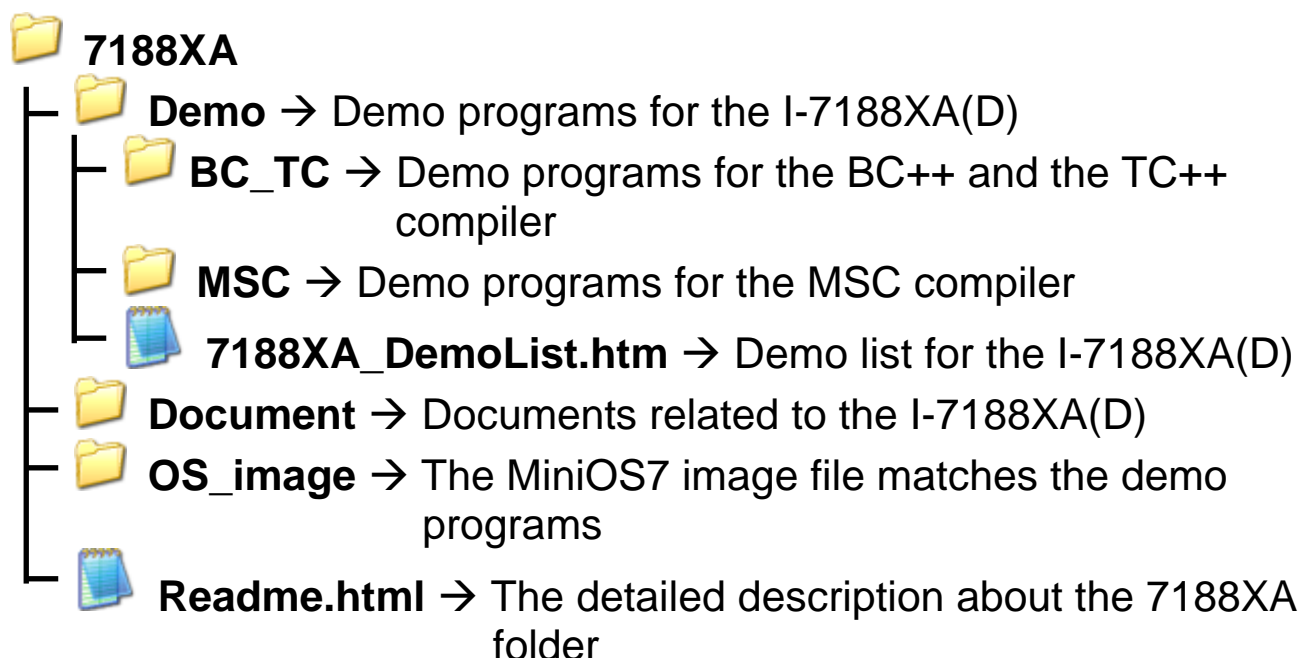 7188XA
Demo → Demo programs for the I-7188XA(D)
BC_TC → Demo programs for the BC++ and the TC++
compiler
MSC → Demo programs for the MSC compiler
7188XA_DemoList.htm → Demo list for the I-7188XA(D)
Document → Documents related to the I-7188XA(D)
OS_image → The MiniOS7 image file matches the demo
programs
Readme.html → The detailed description about the 7188XA
folder